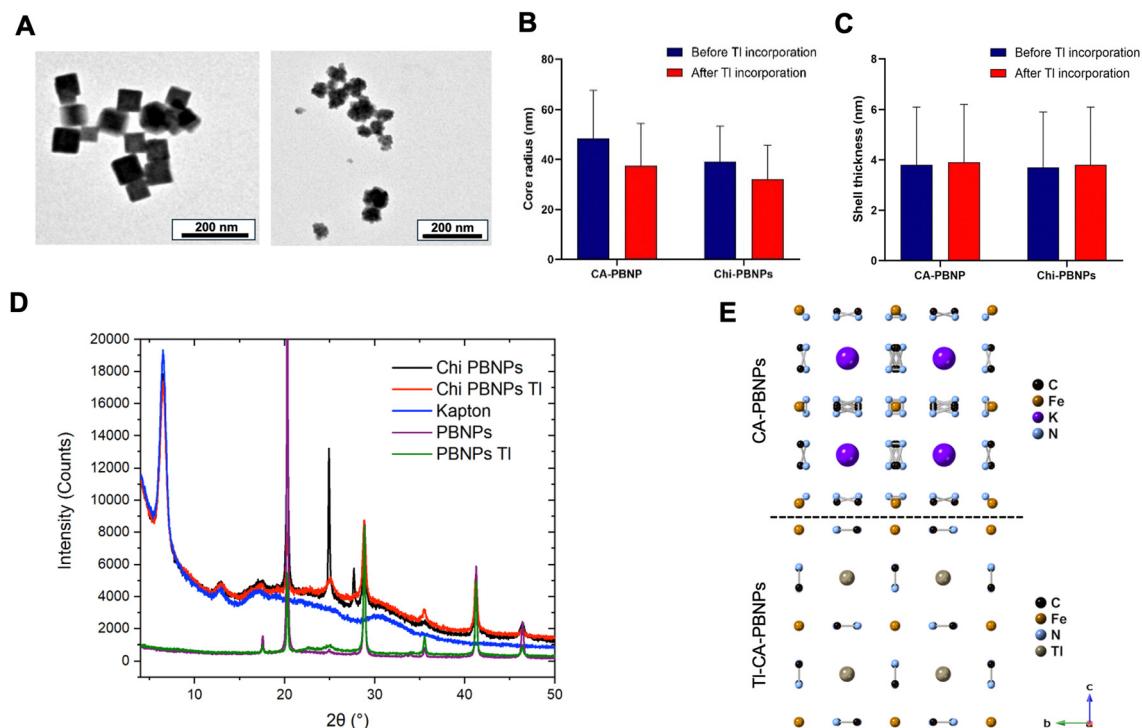 A
200 nm
200 nm
B
Before Tl incorporation
After Tl incorporation
Core radius (nm)
80
60
40
20
0
CA-PBNP
Chi-PBNPs
C
Before Tl incorporation
After Tl incorporation
Shell thickness (nm)
8
6
4
2
0
CA-PBNP
Chi-PBNPs
D
Chi PBNPs
Chi PBNPs Tl
Kapton
PBNPs
PBNPs Tl
Intensity (Counts)
20000
18000
16000
14000
12000
10000
8000
6000
4000
2000
0
10
20
30
40
50
2θ (°)
E
CA-PBNPs
C
Fe
K
N
Tl-CA-PBNPs
C
Fe
N
Tl
c
b